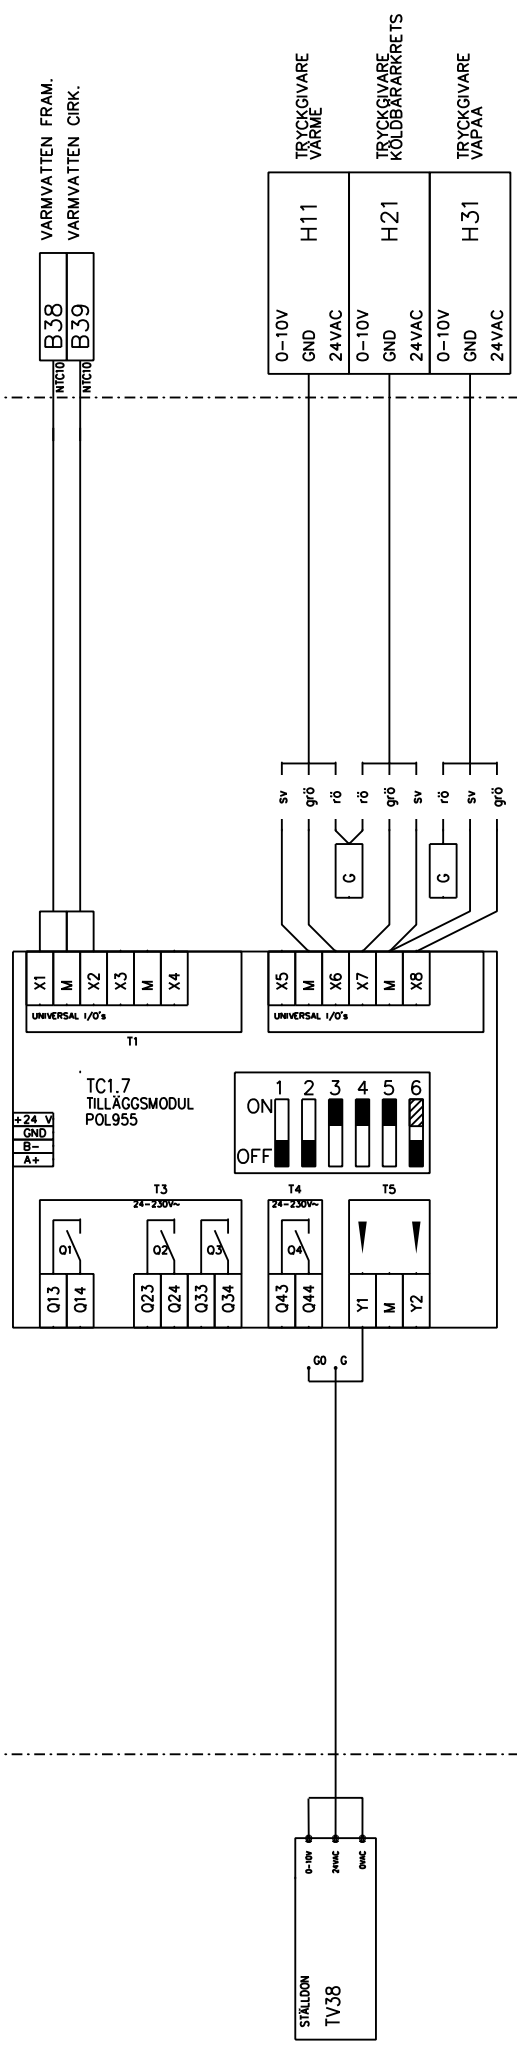 VARMVATTEN FRAM.
VARMVATTEN CIRK.
TRYCKGIVARE
VÄRME
TRYCKGIVARE
KÖLDBÄRARKRETS
TRYCKGIVARE
VÄPAA
B38
B39
NTC10
NTC10
H11
H21
H31
0-10V
GND
24VAC
0-10V
GND
24VAC
0-10V
GND
24VAC
sv
grö
rö
rö
grö
sv
rö
sv
grö
G
G
X1
M
X2
X3
M
X4
X5
M
X6
X7
M
X8
UNIVERSAL I/O's
UNIVERSAL I/O's
T1
TC1.7
TILLÄGGSMODUL
POL955
1 2 3 4 5 6
ON
OFF
+24 V
GND
B-
A+
T3
24-230V~
T4
24-230V~
T5
Q1
Q2
Q3
Q4
Q13
Q14
Q23
Q24
Q33
Q34
Q43
Q44
Y1
M
Y2
G0 G
0-10V
24VAC
0VAC
STÄLLDON
TV38